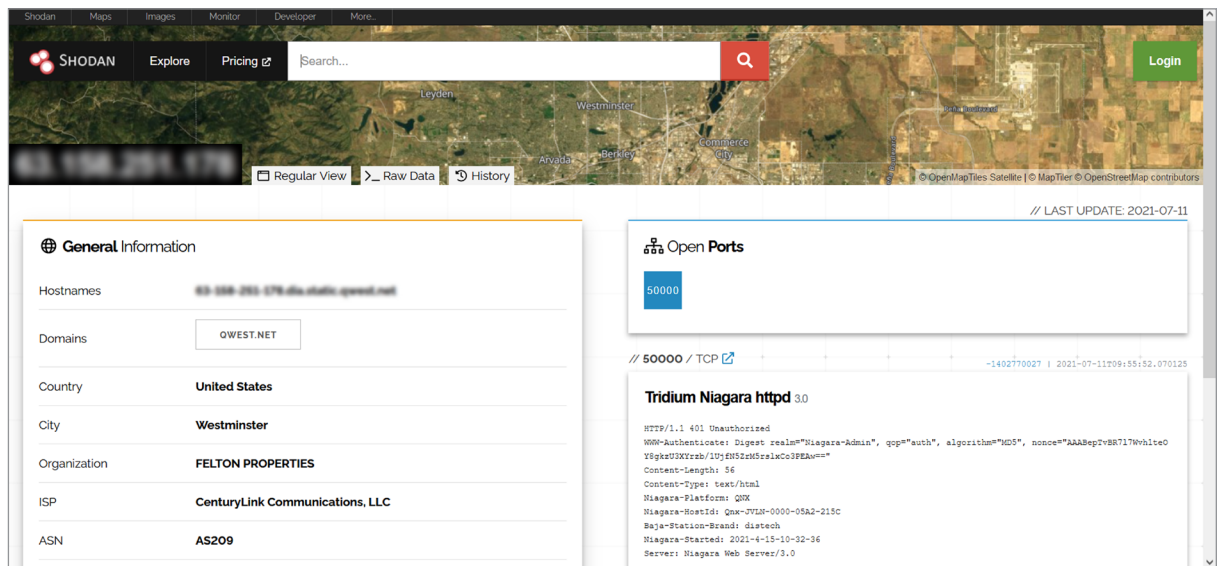 Shodan Maps Images Monitor Developer More...
SHODAN Explore Pricing Search... Login
Leyden
Westminster
Commerce
City
Arvada
Berkley
Regular View >_ Raw Data History
© OpenMapTiles Satellite | © MapTiler © OpenStreetMap contributors
// LAST UPDATE: 2021-07-11
General Information
Hostnames
Domains QWEST.NET
Country United States
City Westminster
Organization FELTON PROPERTIES
ISP CenturyLink Communications, LLC
ASN AS209
Open Ports
50000
// 50000 / TCP
-1402770027 | 2021-07-11T09:55:52.070125
Tridium Niagara httpd 3.0
HTTP/1.1 401 Unauthorized
WWW-Authenticate: Digest realm="Niagara-Admin", qop="auth", algorithm="MD5", nonce="AAABepTvBR717Wvh1teO
Y8gkzU3XYrzb/1UjfN5ZrM5rslxCo3PEAw=="
Content-Length: 56
Content-Type: text/html
Niagara-Platform: QNX
Niagara-HostId: Qnx-JVLN-0000-05A2-215C
Baja-Station-Brand: distech
Niagara-Started: 2021-4-15-10-32-36
Server: Niagara Web Server/3.0